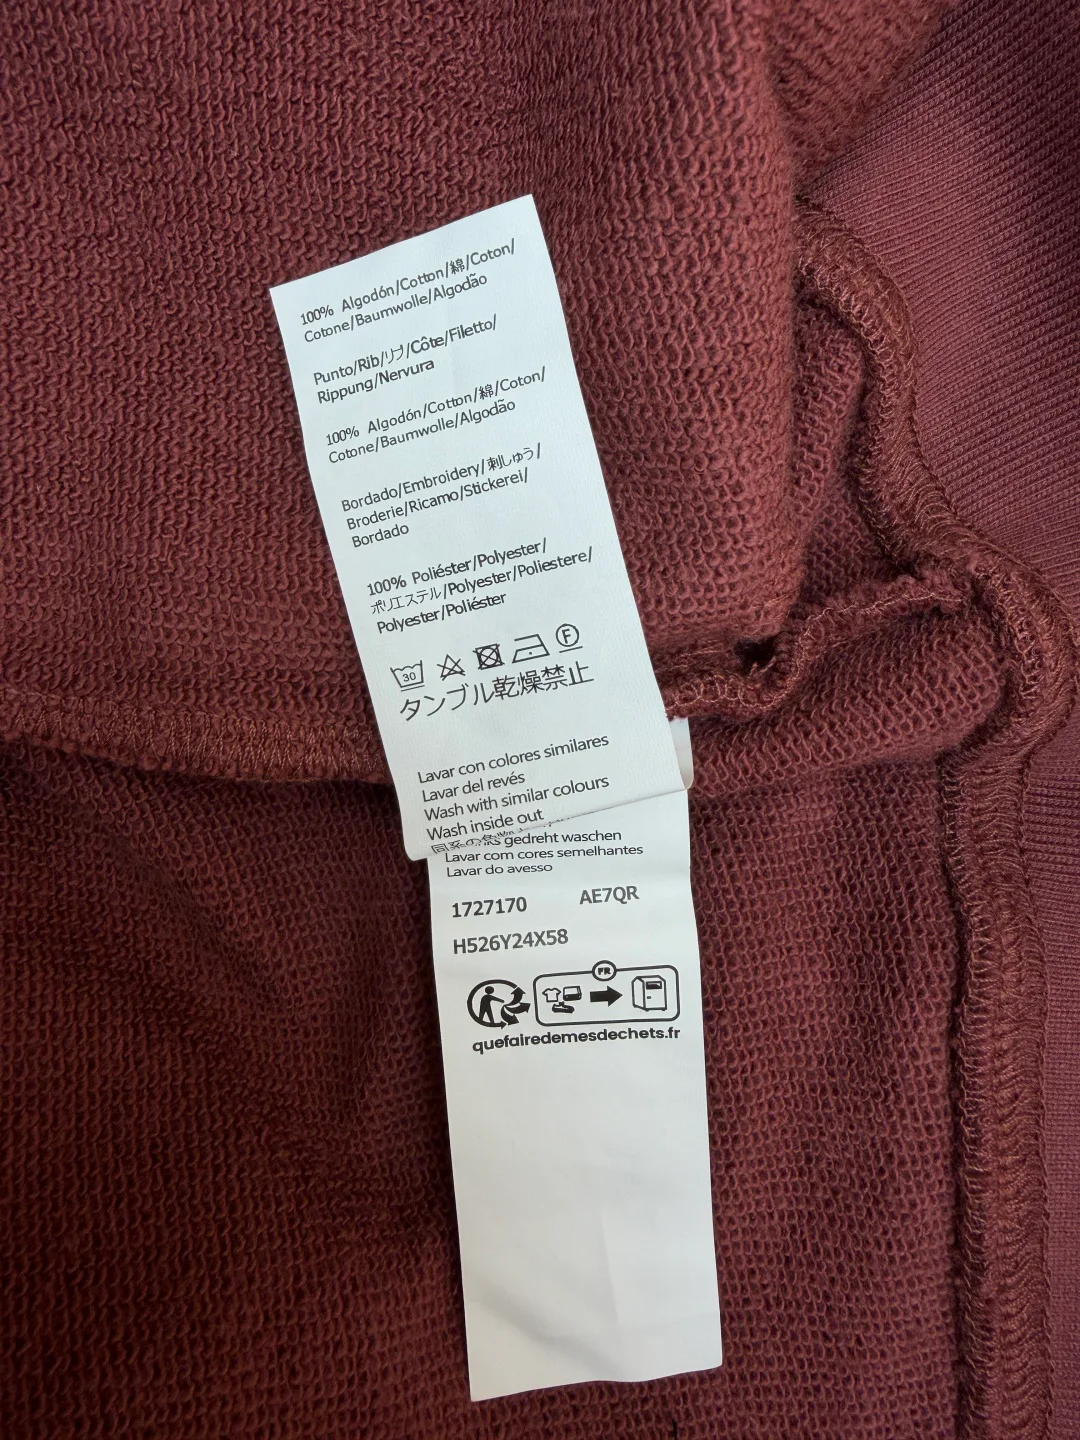 100% Algodón/Cotton/綿/Coton/
Cotone/Baumwolle/Algodão
Punto/Rib/リブ/Côte/Filetto/
Rippung/Nervura
100% Algodón/Cotton/綿/Coton/
Cotone/Baumwolle/Algodão
Bordado/Embroidery/刺しゅう/
Broderie/Ricamo/Stickerei/
Bordado
100% Poliéster/Polyester/
ポリエステル/Polyester/Poliestere/
Polyester/Poliéster
30 F
タンブル乾燥禁止
Lavar con colores similares
Lavar del revés
Wash with similar colours
Wash inside out
gedreht waschen
Lavar com cores semelhantes
Lavar do avesso
1727170 AE7QR
H526Y24X58
FR
quefairedemesdechets.fr